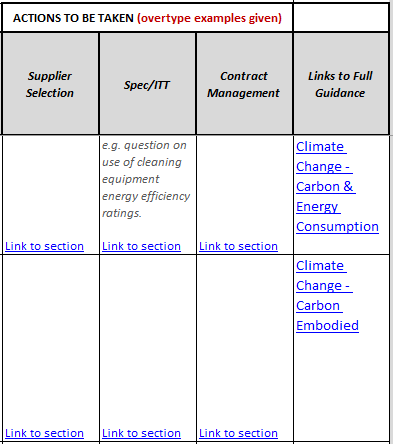 ACTIONS TO BE TAKEN (overtype examples given)
Supplier
Selection
Spec/ITT
Contract
Management
Links to Full
Guidance
e.g. question on
use of cleaning
equipment
energy efficiency
ratings.
Link to section
Link to section
Link to section
Climate
Change -
Carbon &
Energy
Consumption
Link to section
Link to section
Link to section
Climate
Change -
Carbon
Embodied